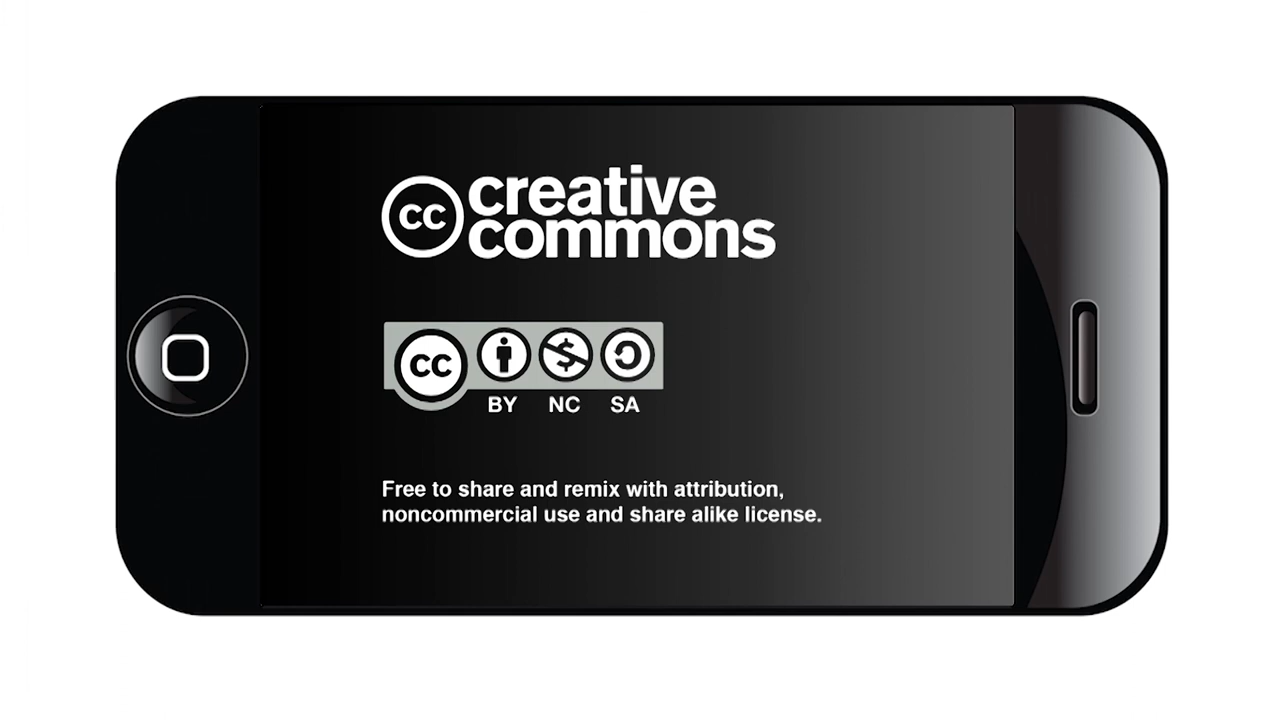 cc creative
commons
cc
BY NC SA
Free to share and remix with attribution,
noncommercial use and share alike license.